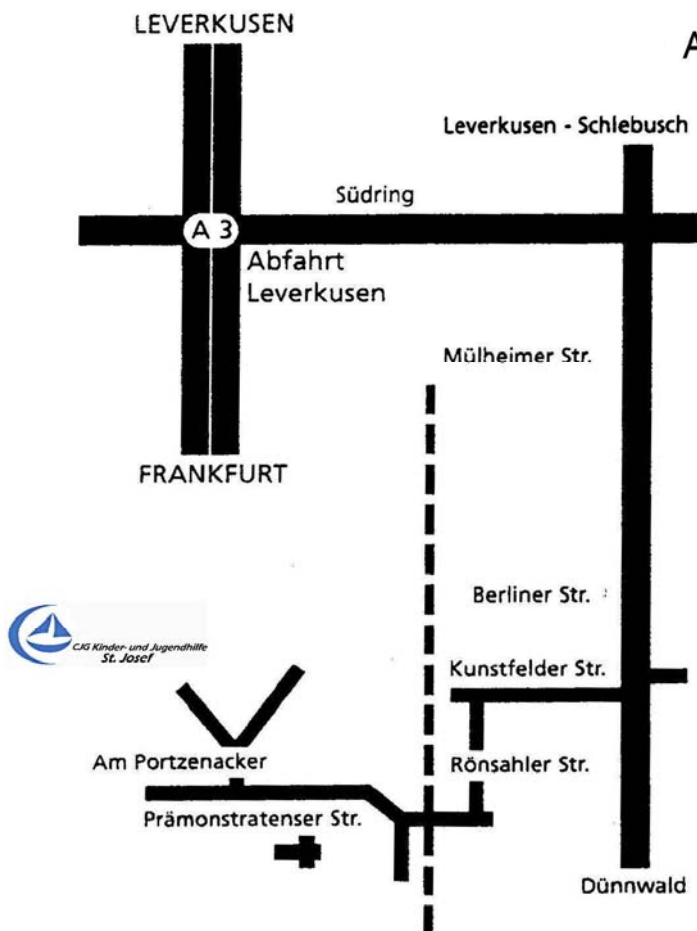 LEVERKUSEN
A
Leverkusen - Schlebusch
Südring
A 3
Abfahrt
Leverkusen
Mülheimer Str.
FRANKFURT
Berliner Str.
CJG Kinder- und Jugendhilfe
St. Josef
Kunstfelder Str.
Am Portzenacker
Rönsahler Str.
Prämonstratenser Str.
Dünnwald